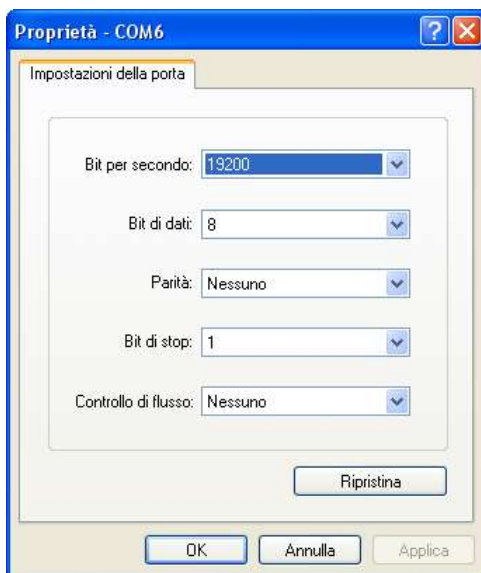 Proprietà - COM6
Impostazioni della porta
Bit per secondo: 19200
Bit di dati: 8
Parità: Nessuno
Bit di stop: 1
Controllo di flusso: Nessuno
Ripristina
OK Annulla Applica